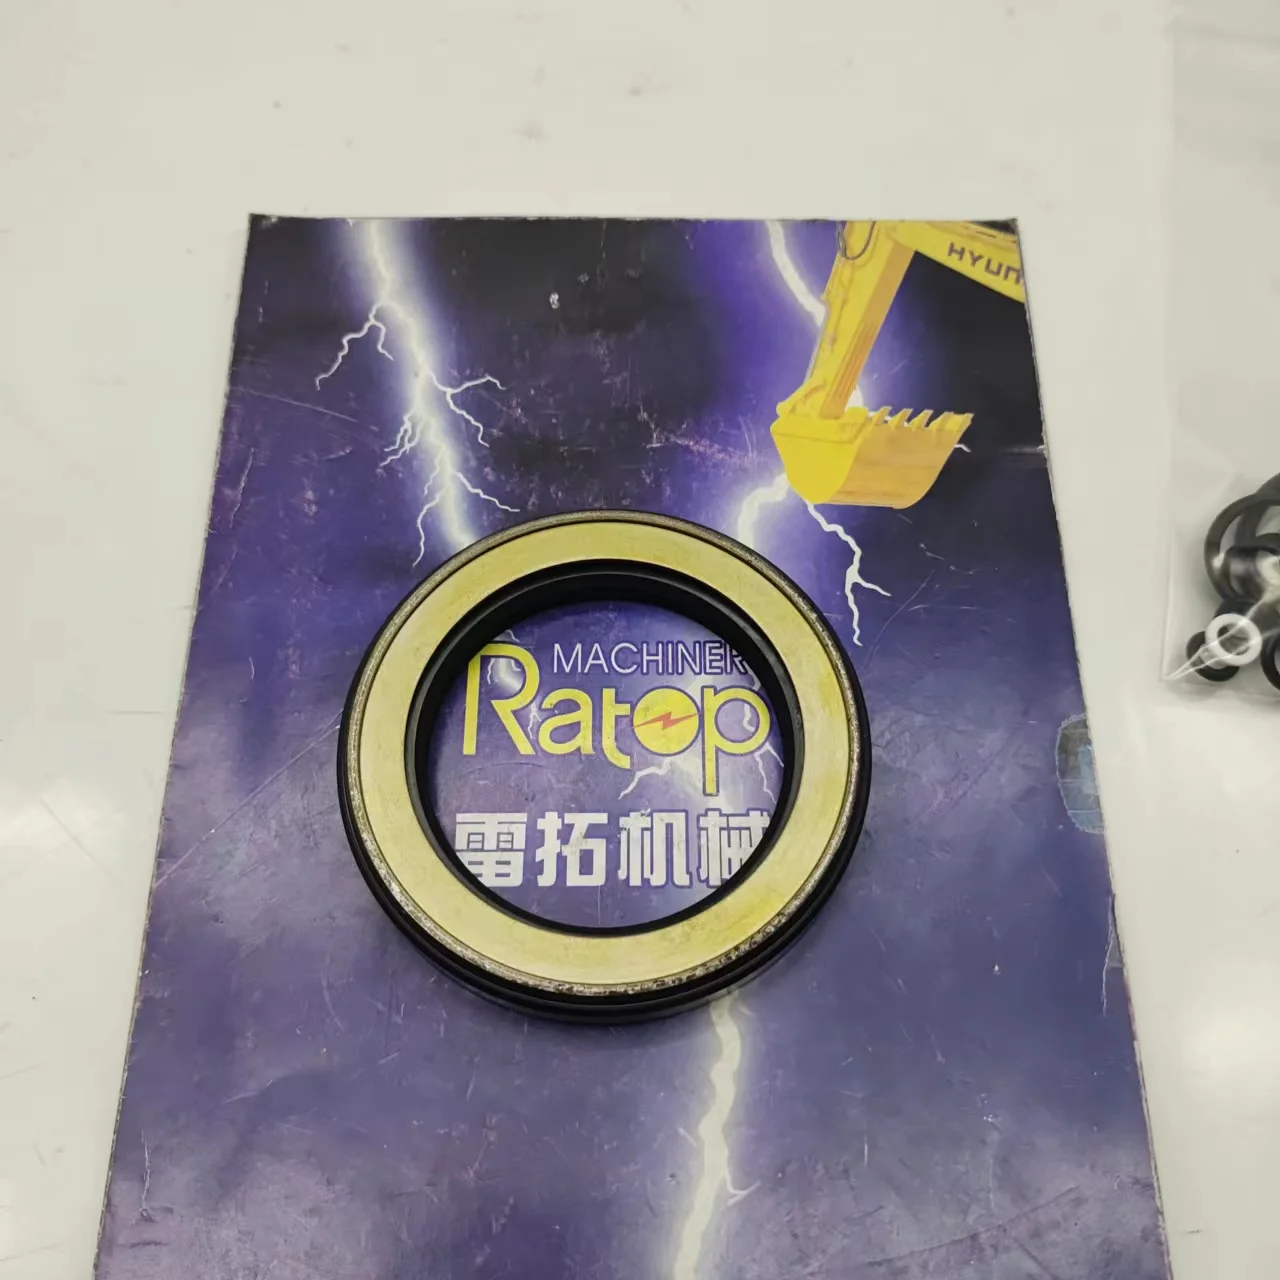 HYUN
MACHINER
Ratop
雷拓机械